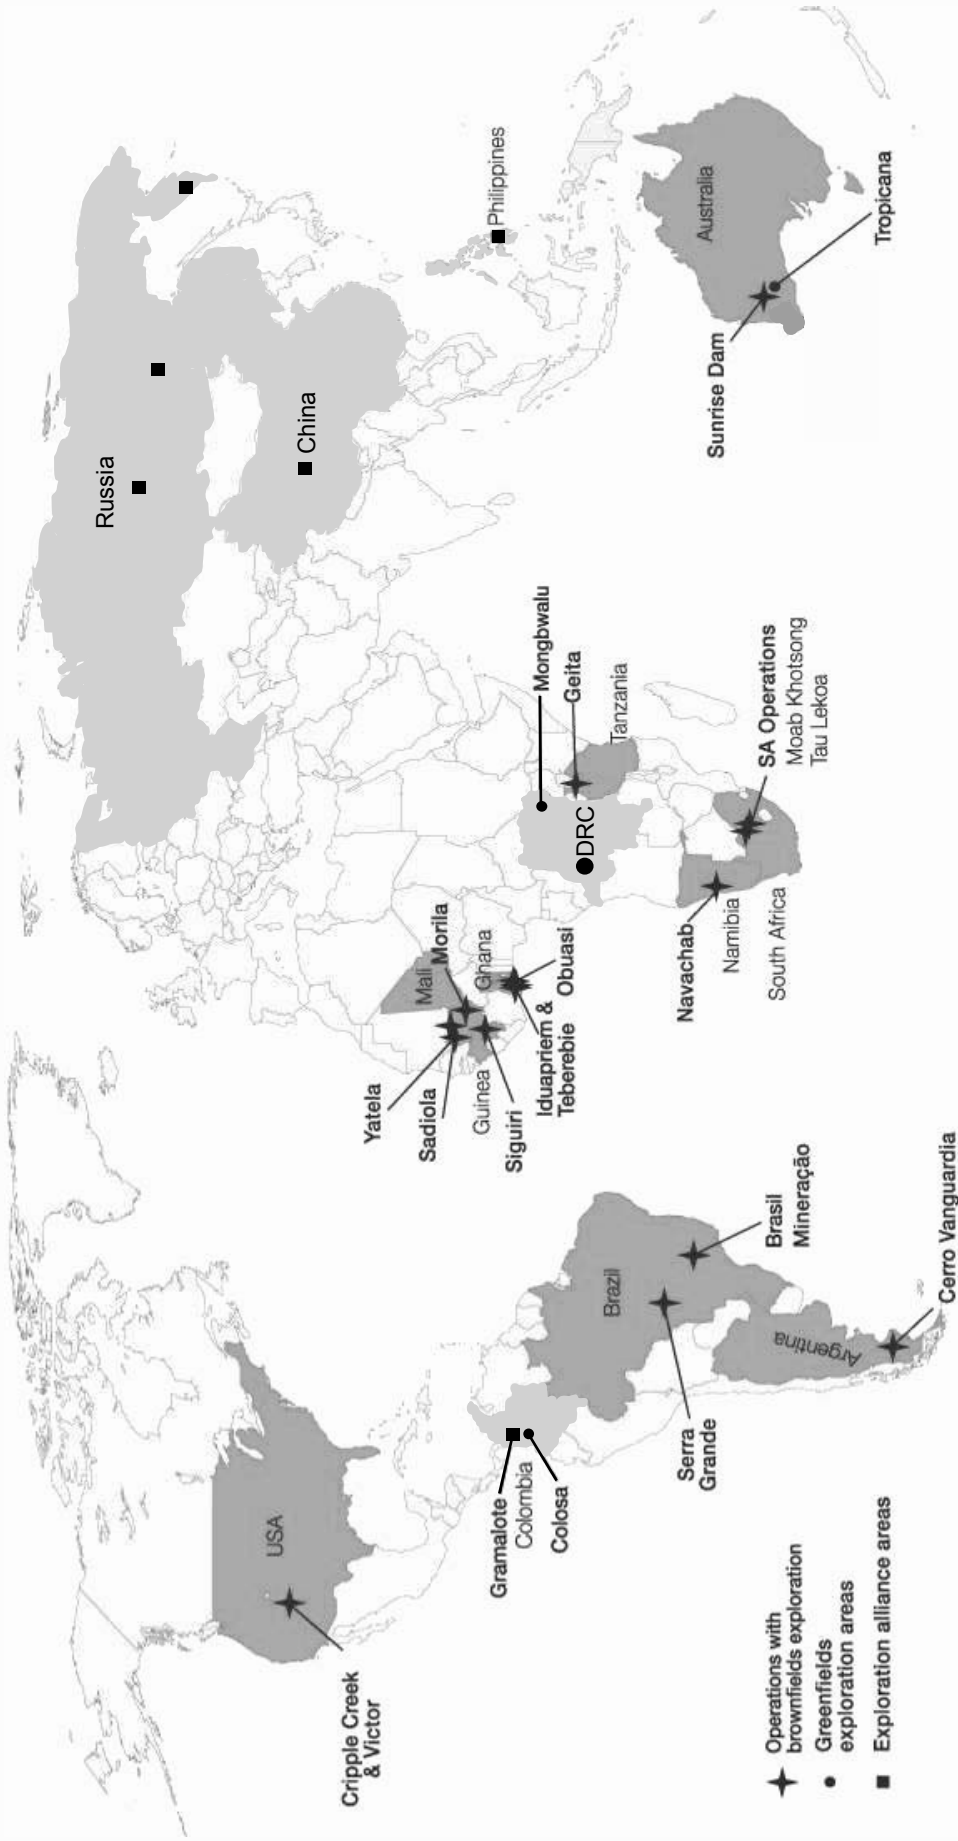 Russia
China
Philippines
Australia
Tropicana
Sunrise Dam
Mongbwalu
Geita
Tanzania
DRC
SA Operations
Moab Khotsong
Tau Lekoa
Navachab
Namibia
South Africa
Mali
Morila
Ghana
Obuasi
Iduapriem &
Teberebie
Yatela
Sadiola
Guinea
Siguiri
USA
Cripple Creek
& Victor
Gramalote
Colombia
Colosa
Brazil
Brasil
Mineração
Serra
Grande
Argentina
Cerro Vanguardia
Operations with
brownfields exploration
Greenfields
exploration areas
Exploration alliance areas